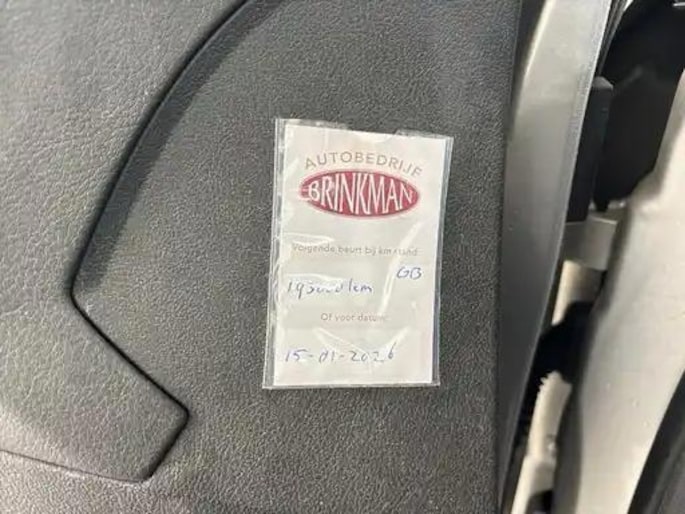 AUTOBEDRIJF
BRINKMAN
Volgende beurt bij km stand:
GB
193000 km
Of voor datum:
15-01-2026